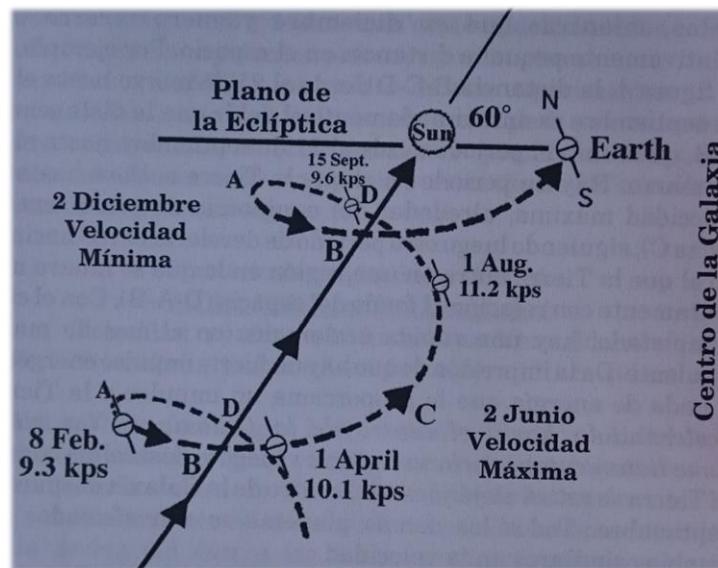 Plano de
la Eclíptica
Sun
60°
N
Earth
S
15 Sept.
9.6 kps
A
D
B
2 Diciembre
Velocidad
Mínima
1 Aug.
11.2 kps
Centro de la Galaxia
A
D
B
C
8 Feb.
9.3 kps
1 April
10.1 kps
2 Junio
Velocidad
Máxima